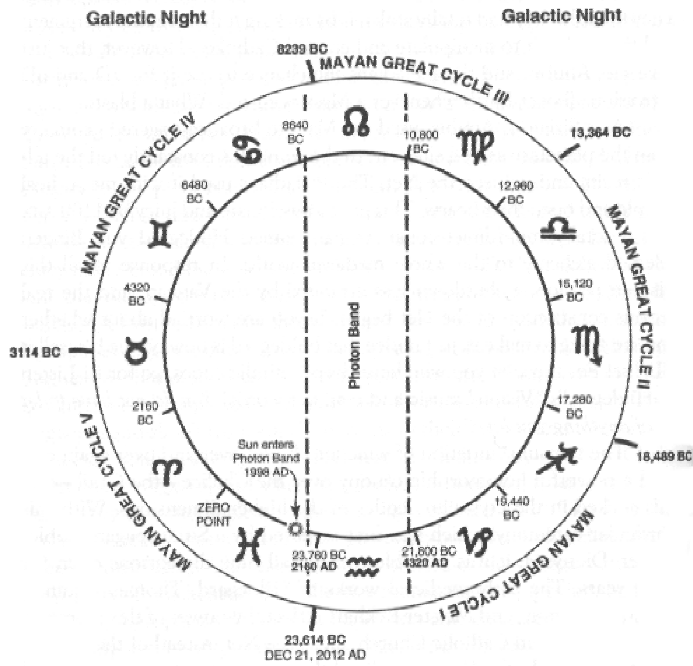 Galactic Night
Galactic Night
8239 BC
MAYAN GREAT CYCLE III
MAYAN GREAT CYCLE IV
8640
BC
10,800
BC
13,364 BC
6480
BC
12,960
BC
4320
BC
15,120
BC
MAYAN GREAT CYCLE II
Photon Band
3114 BC
2160
BC
17,280
BC
18,489 BC
Sun enters
Photon Band
1998 AD
MAYAN GREAT CYCLE V
ZERO
POINT
19,440
BC
23,760 BC
2160 AD
21,600 BC
4320 AD
MAYAN GREAT CYCLE I
23,614 BC
DEC 21, 2012 AD